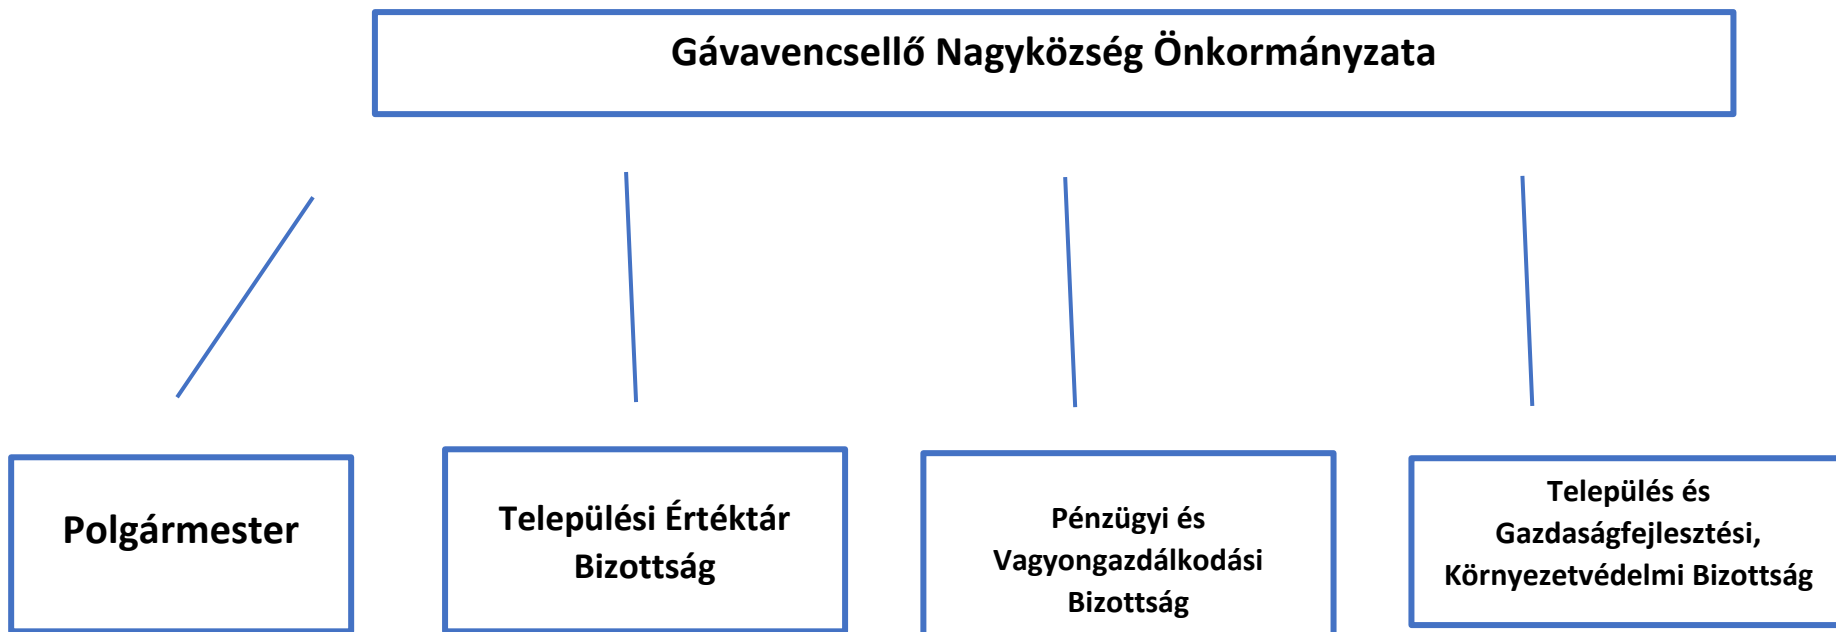 Gávavencsellő Nagyközség Önkormányzata
Polgármester
Települési Értéktár
Bizottság
Pénzügyi és
Vagyongazdálkodási
Bizottság
Település és
Gazdaságfejlesztési,
Környezetvédelmi Bizottság